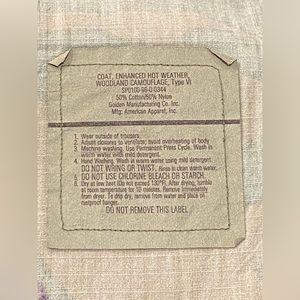 COAT, ENHANCED HOT WEATHER,
WOODLAND CAMOUFLAGE, Type VI
50% Cotton/50% Nylon
Golden Manufacturing Co. Inc.
Mfg: American Apparel, Inc.
1. Wear outside of trousers.
2. Adjust closures to ventilate; avoid overheating of body
3. Machine washing. Use Permanent Press Cycle. Wash in
warm water with mild detergent.
4. Hand Washing. Wash in warm water using mild detergent.
DO NOT WRING OR TWIST. Rinse in clean warm water.
5. DO NOT USE CHLORINE BLEACH OR STARCH.
6. Dry at low heat (Do not exceed 130°F). After drying, tumble
at room temperature for 10 minutes. Remove immediately
from dryer. To drip dry, remove from water and place on
rustproof hanger.
DO NOT REMOVE THIS LABEL